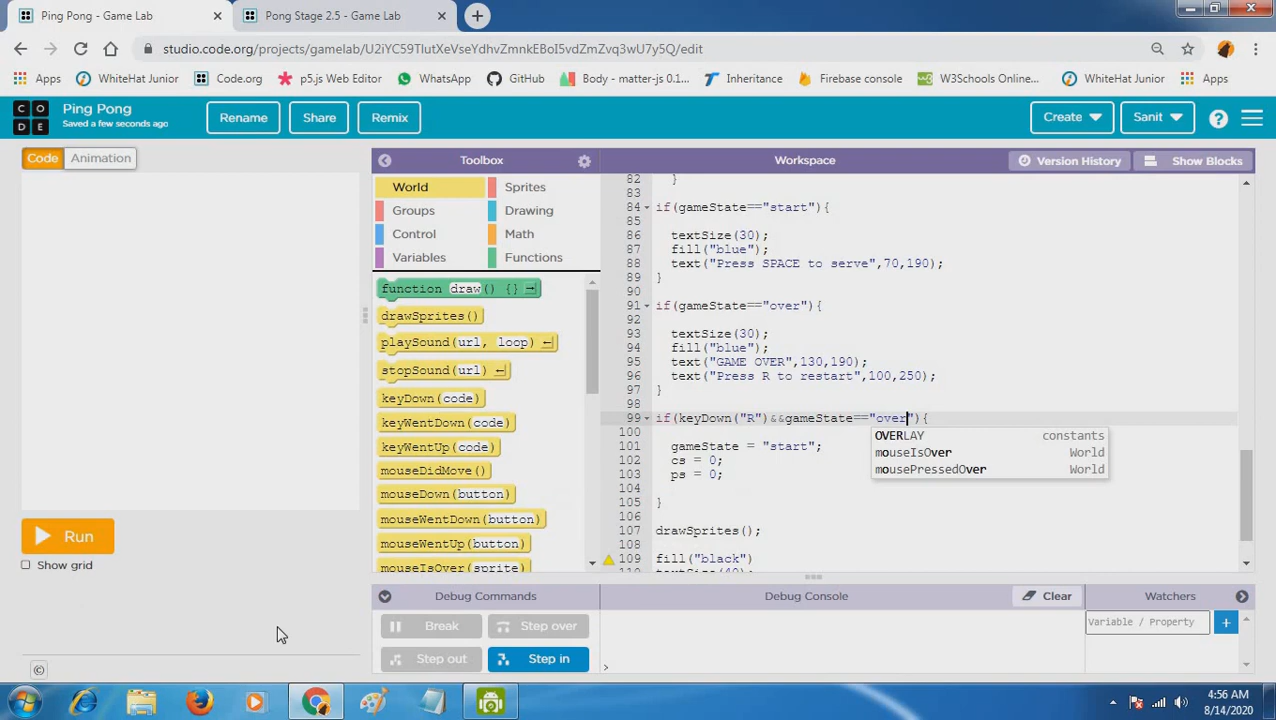 Ping Pong - Game Lab
Pong Stage 2.5 - Game Lab
studio.code.org/projects/gamelab/U2iYC59TIutXeVseYdhvZmnkEBoI5vdZmZvq3wU7y5Q/edit
Apps
WhiteHat Junior
Code.org
p5.js Web Editor
WhatsApp
GitHub
Body - matter-js 0.1...
Inheritance
Firebase console
W3Schools Online...
WhiteHat Junior
Apps
C O
D E
Ping Pong
Saved a few seconds ago
Rename
Share
Remix
Create
Sanit
?
Code
Animation
Toolbox
Workspace
Version History
Show Blocks
World
Sprites
Groups
Drawing
Control
Math
Variables
Functions
function draw() {}
drawSprites()
playSound(url, loop)
stopSound(url)
keyDown(code)
keyWentDown(code)
keyWentUp(code)
mouseDidMove()
mouseDown(button)
mouseWentDown(button)
mouseWentUp(button)
mouseIsOver(sprite)
82 }
83
84 if(gameState=="start"){
85
86 textSize(30);
87 fill("blue");
88 text("Press SPACE to serve",70,190);
89 }
90
91 if(gameState=="over"){
92
93 textSize(30);
94 fill("blue");
95 text("GAME OVER",130,190);
96 text("Press R to restart",100,250);
97 }
98
99 if(keyDown("R")&&gameState=="over"){
100
101 gameState = "start";
102 cs = 0;
103 ps = 0;
104
105 }
106
107 drawSprites();
108
109 fill("black")
110 textSize(40);
OVERLAY constants
mouseIsOver World
mousePressedOver World
Run
Show grid
Debug Commands
Debug Console
Clear
Watchers
Break
Step over
Step out
Step in
Variable / Property
+
>
©
4:56 AM
8/14/2020